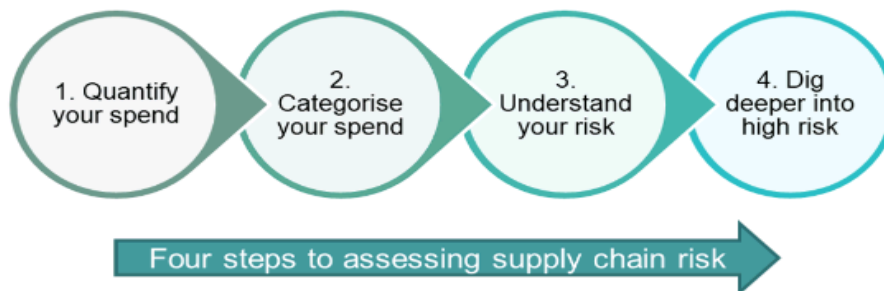 1. Quantify
your spend
2.
Categorise
your spend
3.
Understand
your risk
4. Dig
deeper into
high risk
Four steps to assessing supply chain risk